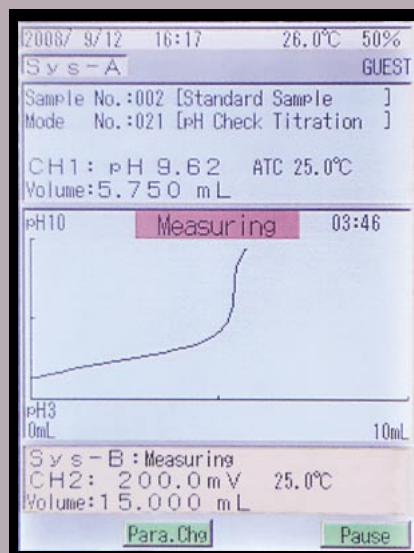 2008/ 9/12 16:17 26.0℃ 50%
Sys-A GUEST
Sample No.:002 [Standard Sample ]
Mode No.:021 [pH Check Titration ]
CH1: pH 9.62 ATC 25.0℃
Volume:5.750 mL
pH10 Measuring 03:46
pH3
0mL 10mL
Sys-B:Measuring
CH2: 200.0mV 25.0℃
Volume:15.000 mL
Para.Chg Pause